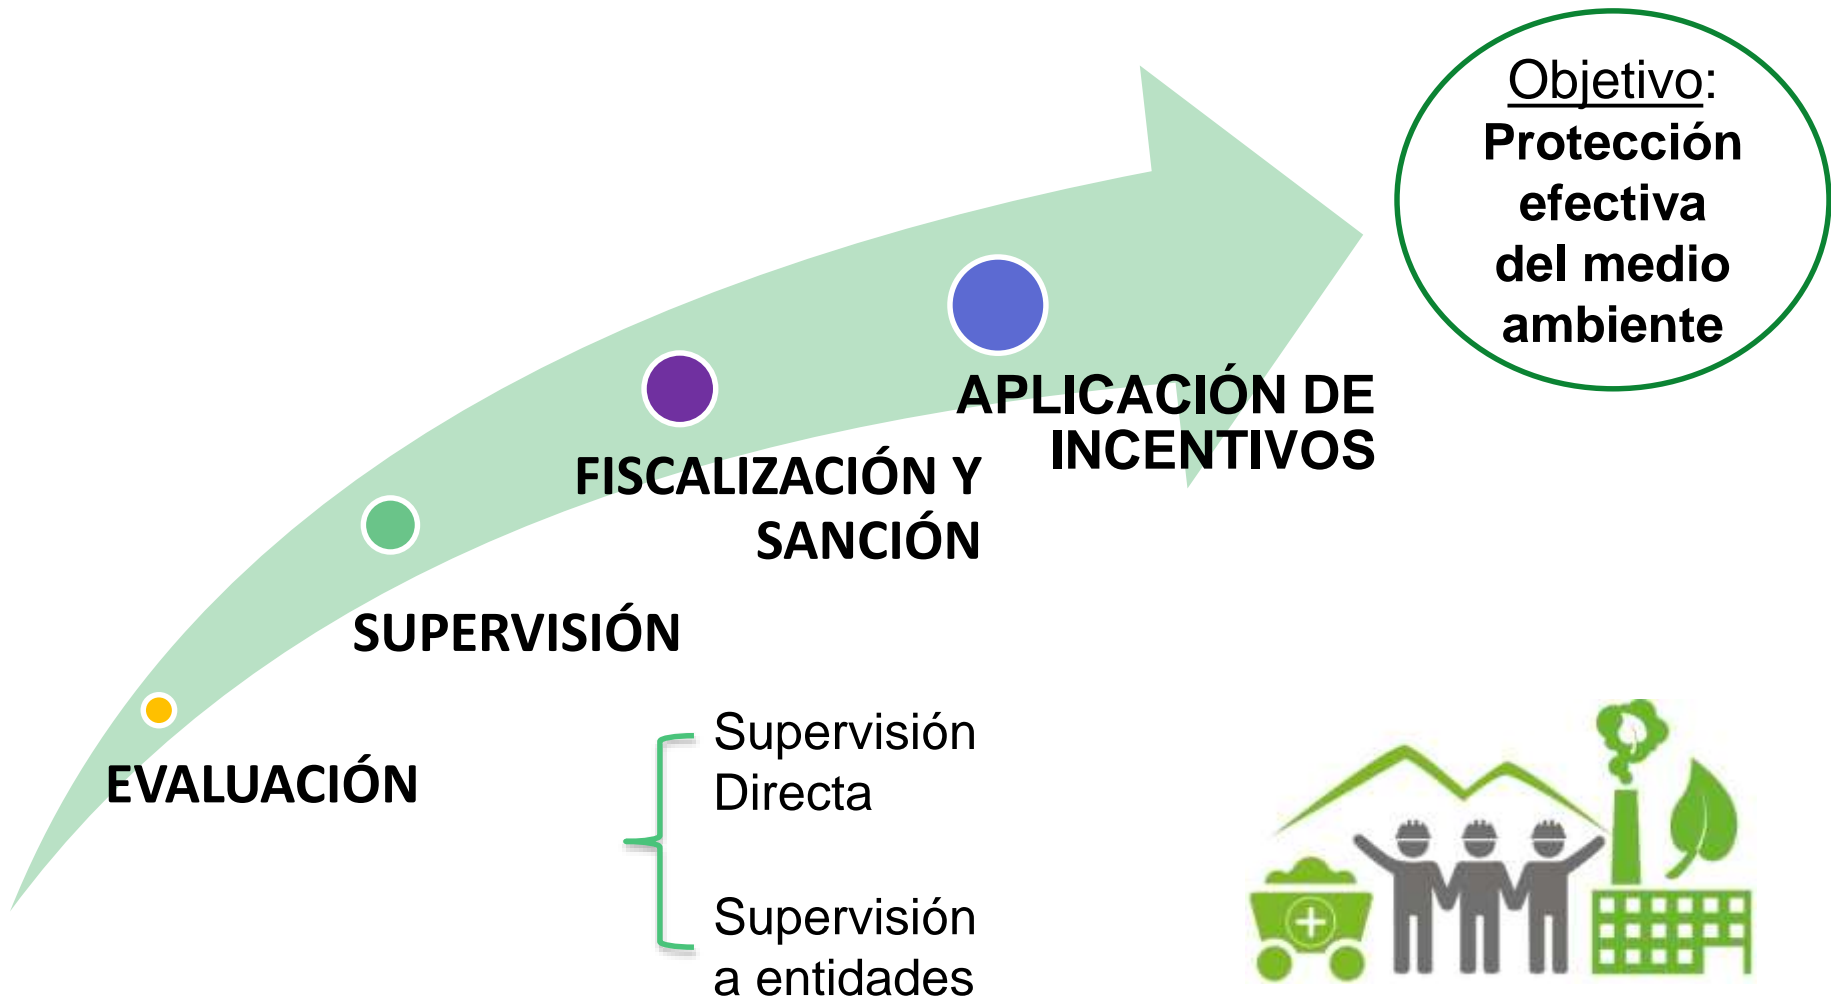 Objetivo:
Protección
efectiva
del medio
ambiente
APLICACIÓN DE
INCENTIVOS
FISCALIZACIÓN Y
SANCIÓN
SUPERVISIÓN
EVALUACIÓN
Supervisión
Directa
Supervisión
a entidades